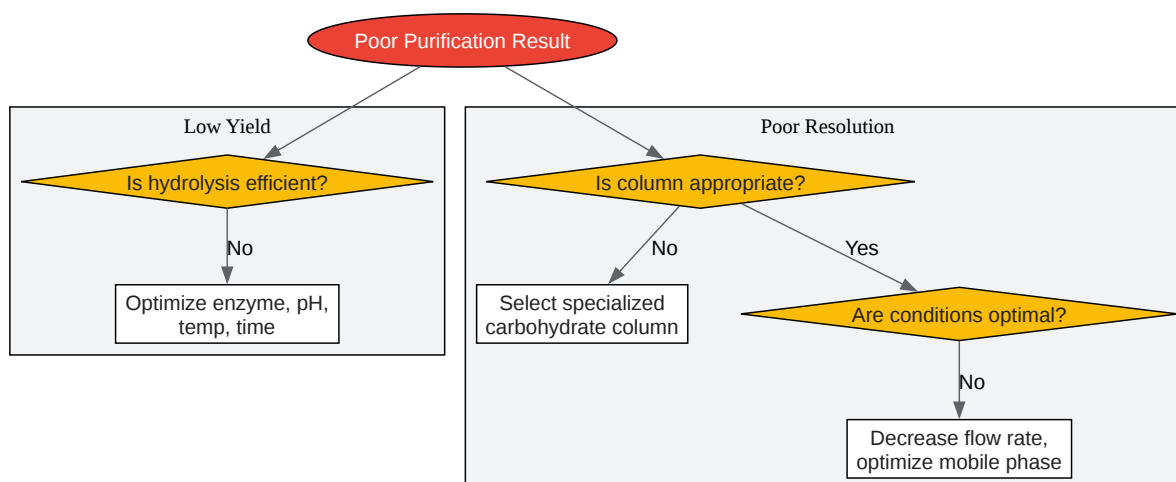 Poor Purification Result
Low Yield
Is hydrolysis efficient?
No
Optimize enzyme, pH,
temp, time
Poor Resolution
Is column appropriate?
No
Yes
Select specialized
carbohydrate column
Are conditions optimal?
No
Decrease flow rate,
optimize mobile phase